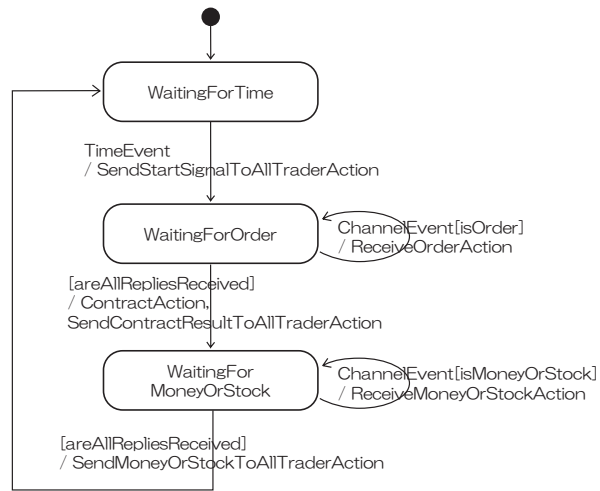 WaitingForTime
TimeEvent
/ SendStartSignalToAllTraderAction
WaitingForOrder
ChannelEvent[isOrder]
/ ReceiveOrderAction
[areAllRepliesReceived]
/ ContractAction,
SendContractResultToAllTraderAction
WaitingFor
MoneyOrStock
ChannelEvent[isMoneyOrStock]
/ ReceiveMoneyOrStockAction
[areAllRepliesReceived]
/ SendMoneyOrStockToAllTraderAction